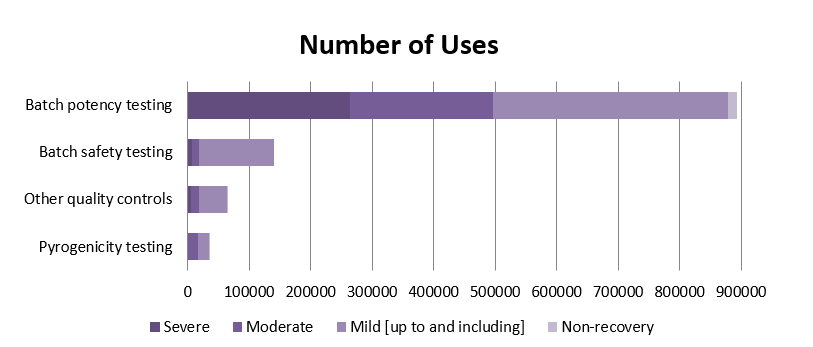 Number of Uses
Batch potency testing
Batch safety testing
Other quality controls
Pyrogenicity testing
0 100000 200000 300000 400000 500000 600000 700000 800000 900000
Severe Moderate Mild [up to and including] Non-recovery